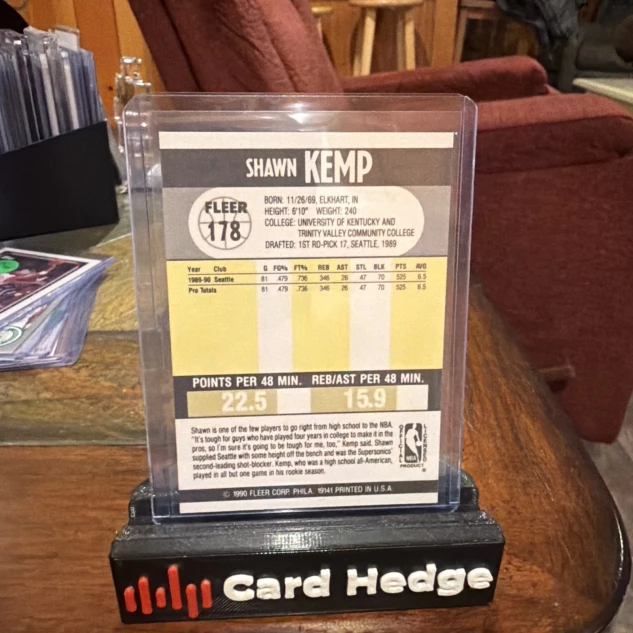 SHAWN KEMP
FLEER
178
BORN: 11/26/69, ELKHART, IN
HEIGHT: 6'10" WEIGHT: 240
COLLEGE: UNIVERSITY OF KENTUCKY AND
TRINITY VALLEY COMMUNITY COLLEGE
DRAFTED: 1ST RD-PICK 17, SEATTLE, 1989
Year Club G FG% FT% REB AST STL BLK PTS AVG
1989-90 Seattle 81 .479 .736 346 26 47 70 525 6.5
Pro Totals 81 .479 .736 346 26 47 70 525 6.5
POINTS PER 48 MIN. REB/AST PER 48 MIN.
22.5 15.9
Shawn is one of the few players to go right from high school to the NBA.
"It's tough for guys who have played four years in college to make it in the
pros, so I'm sure it's going to be tough for me, too," Kemp said. Shawn
supplied Seattle with some height off the bench and was the Supersonics'
second-leading shot-blocker. Kemp, who was a high school all-American,
played in all but one game in his rookie season.
OFFICIAL LICENSED
NBA
PRODUCT
®
© 1990 FLEER CORP. PHILA. 19141 PRINTED IN U.S.A.
Card Hedge